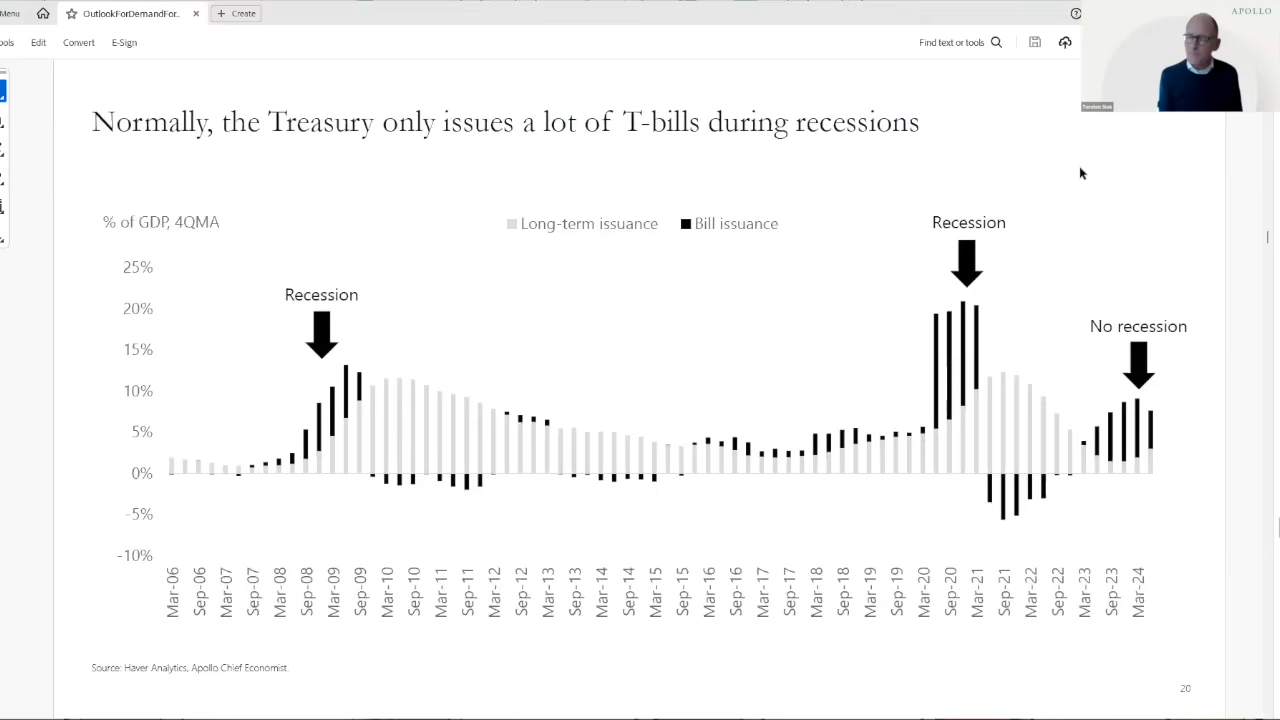 Menu
OutlookForDemandFor...
Create
APOLLO
Edit
Convert
E-Sign
Find text or tools
Torsten Slok
Normally, the Treasury only issues a lot of T-bills during recessions
% of GDP, 4QMA
Long-term issuance
Bill issuance
Recession
Recession
No recession
25%
20%
15%
10%
5%
0%
-5%
-10%
Mar-06
Sep-06
Mar-07
Sep-07
Mar-08
Sep-08
Mar-09
Sep-09
Mar-10
Sep-10
Mar-11
Sep-11
Mar-12
Sep-12
Mar-13
Sep-13
Mar-14
Sep-14
Mar-15
Sep-15
Mar-16
Sep-16
Mar-17
Sep-17
Mar-18
Sep-18
Mar-19
Sep-19
Mar-20
Sep-20
Mar-21
Sep-21
Mar-22
Sep-22
Mar-23
Sep-23
Mar-24
Source: Haver Analytics, Apollo Chief Economist.
20